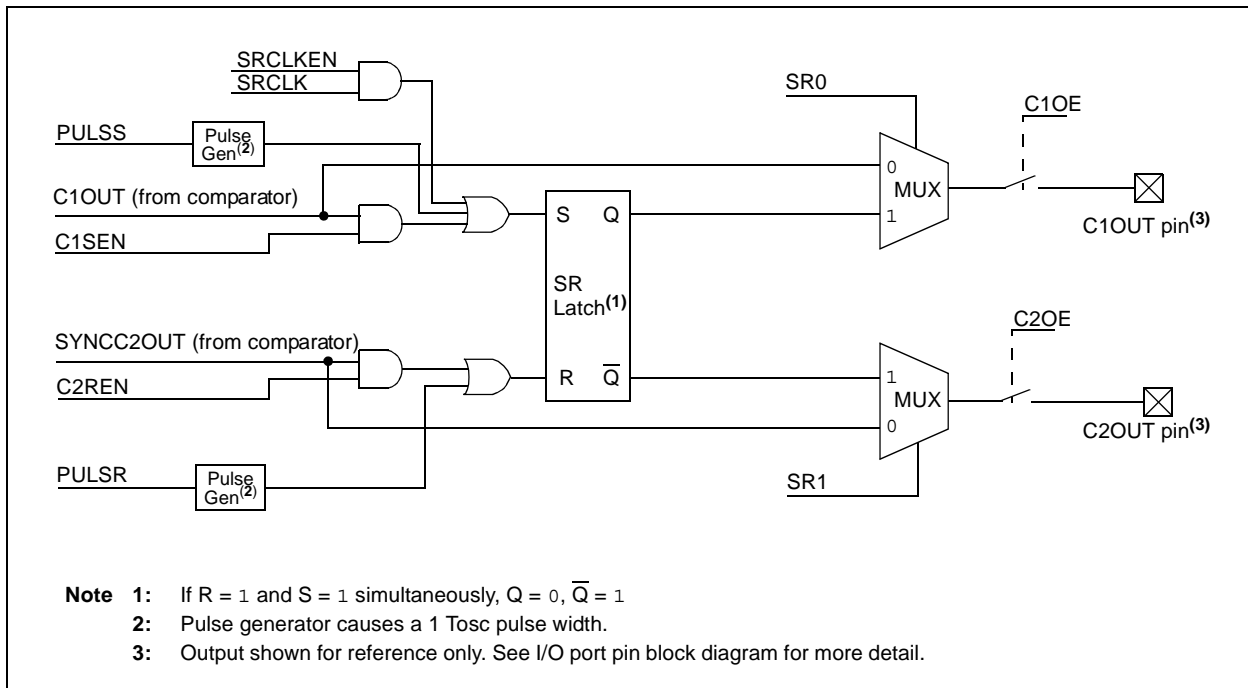 SRCLKEN
SRCLK
SR0
C1OE
PULSS
Pulse
Gen(2)
0
MUX
1
C1OUT (from comparator)
C1OUT pin(3)
C1SEN
S Q
SR
Latch(1)
R Q̅
SYNCC2OUT (from comparator)
C2REN
C2OE
1
MUX
0
C2OUT pin(3)
PULSR
Pulse
Gen(2)
SR1
Note 1: If R = 1 and S = 1 simultaneously, Q = 0, Q̅ = 1
2: Pulse generator causes a 1 Tosc pulse width.
3: Output shown for reference only. See I/O port pin block diagram for more detail.